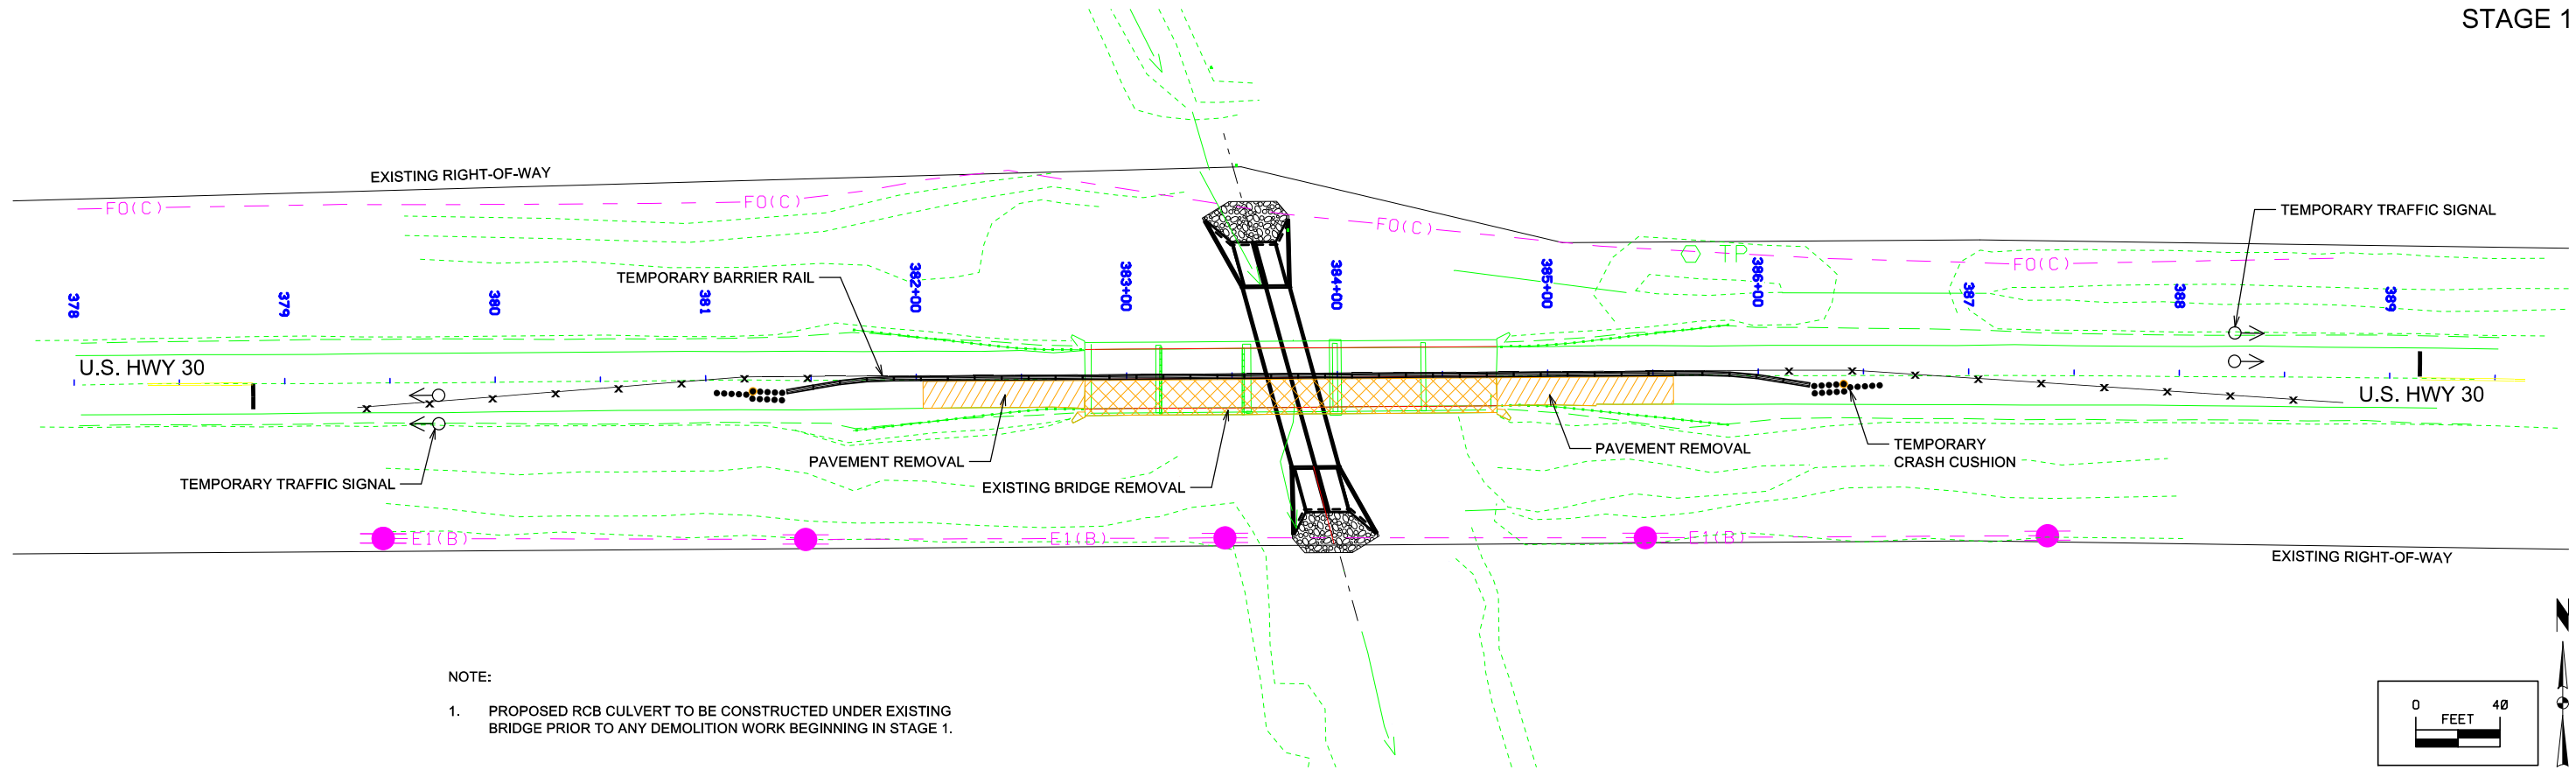 STAGE 1
EXISTING RIGHT-OF-WAY
FO(C)
FO(C)
FO(C)
FO(C)
TEMPORARY TRAFFIC SIGNAL
TP
TEMPORARY BARRIER RAIL
378
379
380
381
382+00
383+00
384+00
385+00
386+00
387
388
389
U.S. HWY 30
U.S. HWY 30
PAVEMENT REMOVAL
EXISTING BRIDGE REMOVAL
PAVEMENT REMOVAL
TEMPORARY
CRASH CUSHION
TEMPORARY TRAFFIC SIGNAL
E1(B)
E1(B)
E1(B)
EXISTING RIGHT-OF-WAY
N
NOTE:
1. PROPOSED RCB CULVERT TO BE CONSTRUCTED UNDER EXISTING
BRIDGE PRIOR TO ANY DEMOLITION WORK BEGINNING IN STAGE 1.
0 40
FEET